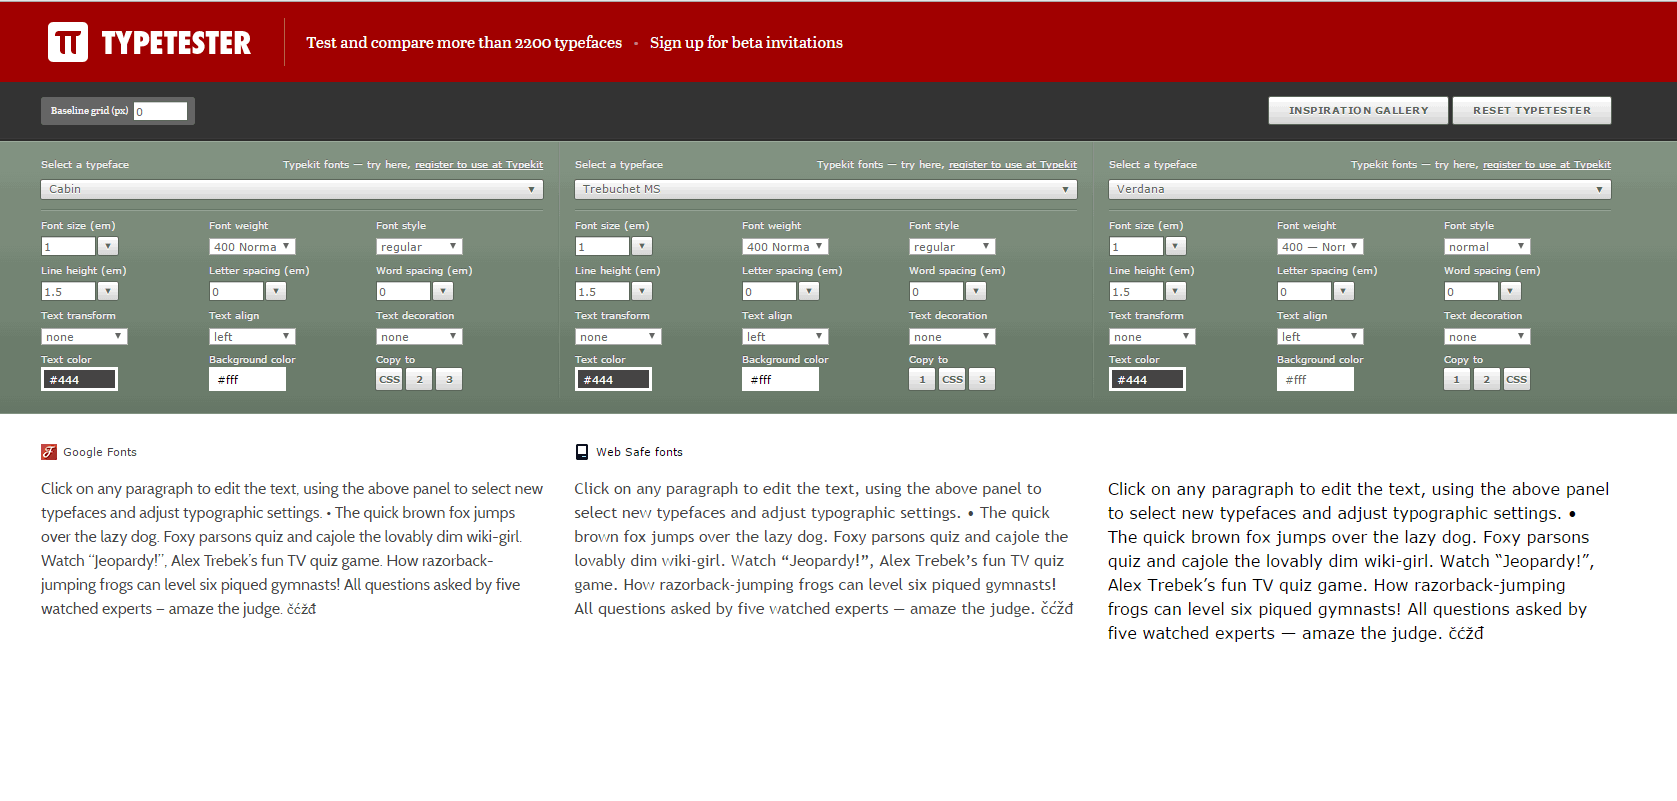 TYPETESTER
Test and compare more than 2200 typefaces • Sign up for beta invitations
Baseline grid (px) 0
INSPIRATION GALLERY
RESET TYPETESTER
Select a typeface
Typekit fonts — try here, register to use at Typekit
Cabin
Font size (em) Font weight Font style
1 400 Norma regular
Line height (em) Letter spacing (em) Word spacing (em)
1.5 0 0
Text transform Text align Text decoration
none left none
Text color Background color Copy to
#444 #fff CSS 2 3
Select a typeface
Typekit fonts — try here, register to use at Typekit
Trebuchet MS
Font size (em) Font weight Font style
1 400 Norma regular
Line height (em) Letter spacing (em) Word spacing (em)
1.5 0 0
Text transform Text align Text decoration
none left none
Text color Background color Copy to
#444 #fff 1 CSS 3
Select a typeface
Typekit fonts — try here, register to use at Typekit
Verdana
Font size (em) Font weight Font style
1 400 — Norr normal
Line height (em) Letter spacing (em) Word spacing (em)
1.5 0 0
Text transform Text align Text decoration
none left none
Text color Background color Copy to
#444 #fff 1 2 CSS
Google Fonts
Click on any paragraph to edit the text, using the above panel to select new
typefaces and adjust typographic settings. • The quick brown fox jumps
over the lazy dog. Foxy parsons quiz and cajole the lovably dim wiki-girl.
Watch “Jeopardy!”, Alex Trebek’s fun TV quiz game. How razorback-
jumping frogs can level six piqued gymnasts! All questions asked by five
watched experts – amaze the judge. čćžđ
Web Safe fonts
Click on any paragraph to edit the text, using the above panel to
select new typefaces and adjust typographic settings. • The quick
brown fox jumps over the lazy dog. Foxy parsons quiz and cajole the
lovably dim wiki-girl. Watch “Jeopardy!”, Alex Trebek’s fun TV quiz
game. How razorback-jumping frogs can level six piqued gymnasts!
All questions asked by five watched experts — amaze the judge. čćžđ
Click on any paragraph to edit the text, using the above panel
to select new typefaces and adjust typographic settings. •
The quick brown fox jumps over the lazy dog. Foxy parsons
quiz and cajole the lovably dim wiki-girl. Watch “Jeopardy!”,
Alex Trebek’s fun TV quiz game. How razorback-jumping
frogs can level six piqued gymnasts! All questions asked by
five watched experts — amaze the judge. čćžđ